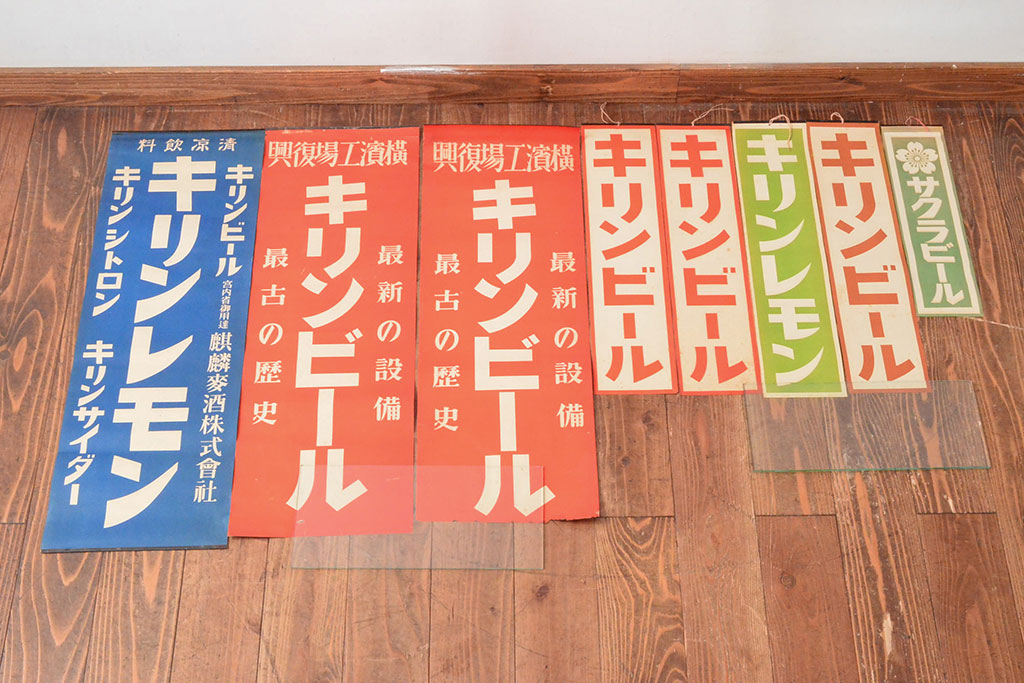 清凉飲料
キリンビール 宮内省御用達 麒麟麥酒株式會社
キリンレモン
キリンシトロン キリンサイダー
橫濱工場復興
最新の設備
キリンビール
最古の歴史
橫濱工場復興
最新の設備
キリンビール
最古の歴史
キリンビール
キリンビール
キリンレモン
キリンビール
サクラビール